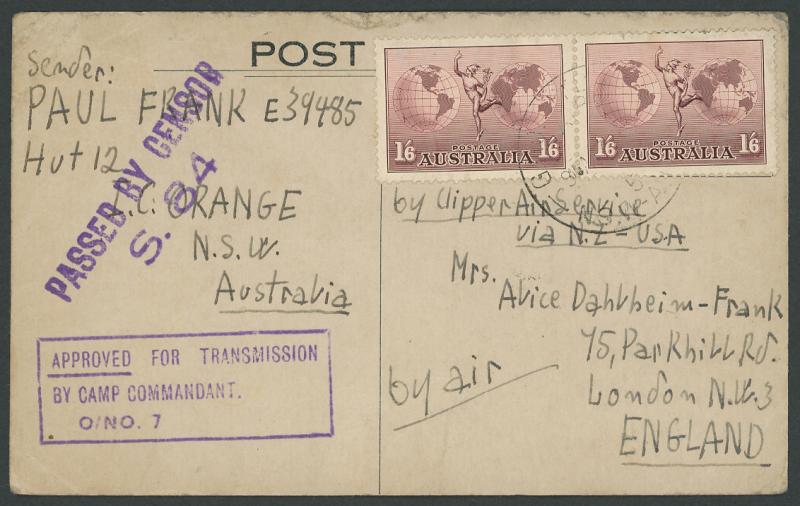 POST
Sender:
PAUL FRANK E39485
Hut 12
I.C. ORANGE
N.S.W.
Australia
PASSED BY CENSOR
S. 84
APPROVED FOR TRANSMISSION
BY CAMP COMMANDANT.
O/NO. 7
POSTAGE
1/6 AUSTRALIA 1/6
POSTAGE
1/6 AUSTRALIA 1/6
by Clipper Airservice
via N.Z - USA
Mrs.
Alice Dahlheim-Frank
75, Parkhill Rd.
London N.W.3
ENGLAND
by air